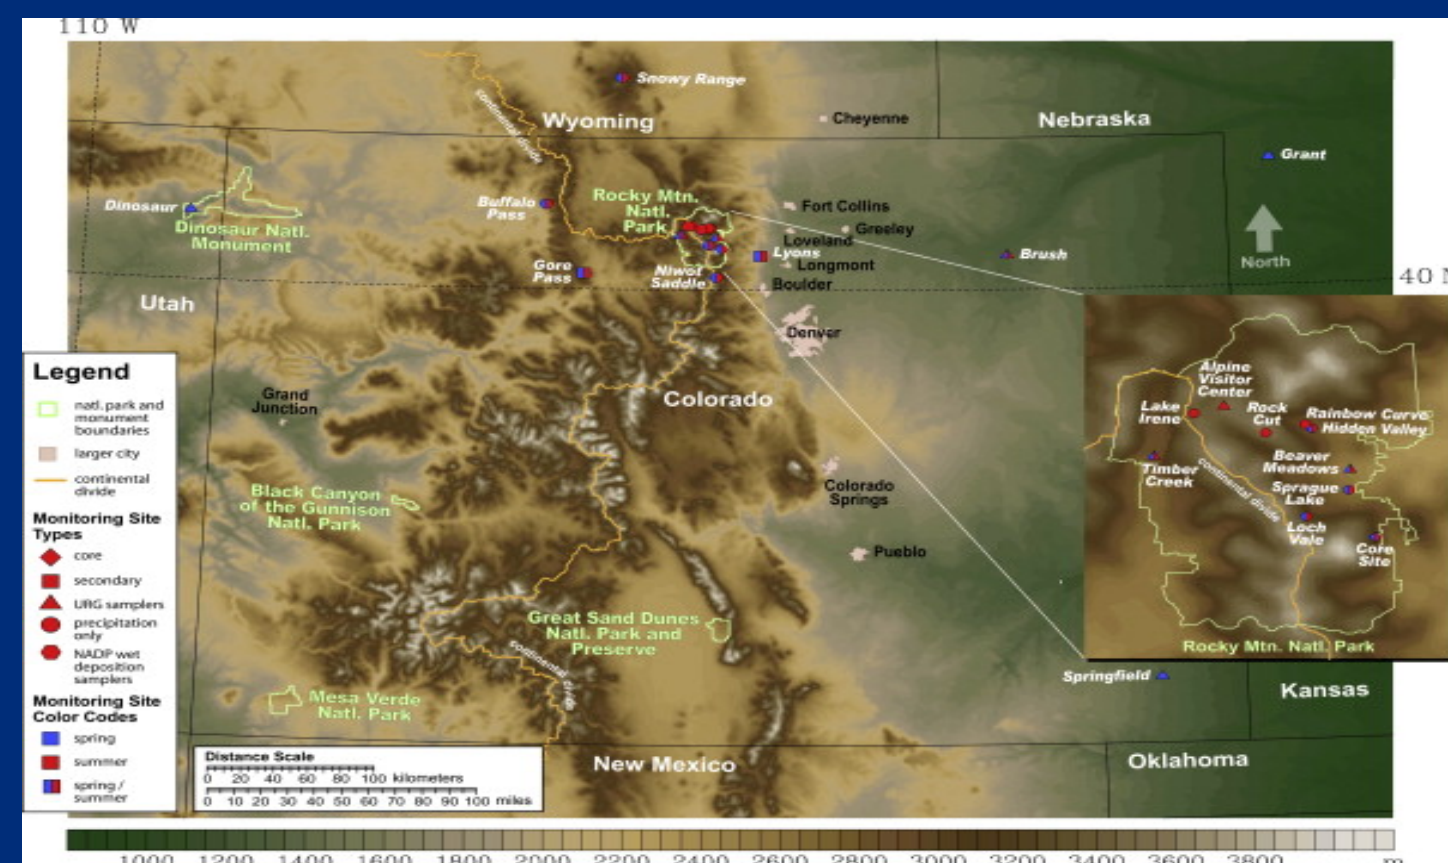 110 W
Snowy Range
continental divide
Wyoming
Cheyenne
Nebraska
Grant
Dinosaur
Dinosaur Natl.
Monument
Buffalo
Pass
Rocky Mtn.
Natl.
Park
Fort Collins
Greeley
Loveland
Lyons
Longmont
Brush
North
Gore
Pass
Niwot
Saddle
Boulder
40 N
Utah
Denver
Colorado
Grand
Junction
Black Canyon
of the Gunnison
Natl. Park
Colorado
Springs
Pueblo
Great Sand Dunes
Natl. Park and
Preserve
continental divide
Mesa Verde
Natl. Park
Springfield
Kansas
New Mexico
Oklahoma
Alpine
Visitor
Center
Lake
Irene
Rock
Cut
Rainbow Curve
Hidden Valley
Beaver
Meadows
Timber
Creek
continental divide
Sprague
Lake
Loch
Vale
Core
Site
Rocky Mtn. Natl. Park
Legend
natl. park and
monument
boundaries
larger city
continental
divide
Monitoring Site
Types
core
secondary
URG samplers
precipitation
only
NADP wet
deposition
samplers
Monitoring Site
Color Codes
spring
summer
spring /
summer
Distance Scale
0 20 40 60 80 100 kilometers
0 10 20 30 40 50 60 70 80 90 100 miles
1000 1200 1400 1600 1800 2000 2200 2400 2600 2800 3000 3200 3400 3600 3800 m